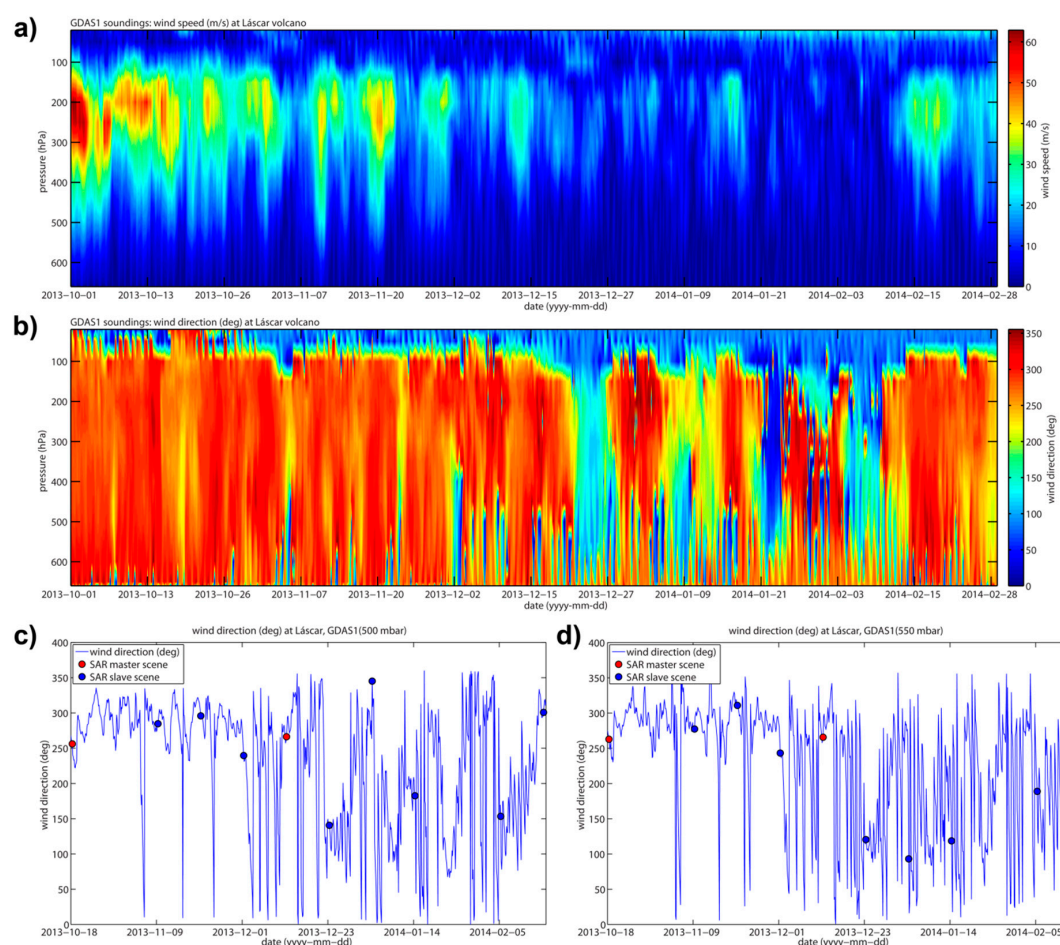 a)
GDAS1 soundings: wind speed (m/s) at Láscar volcano
100
200
300
400
500
600
pressure (hPa)
2013−10−01 2013−10−13 2013−10−26 2013−11−07 2013−11−20 2013−12−02 2013−12−15 2013−12−27 2014−01−09 2014−01−21 2014−02−03 2014−02−15 2014−02−28
date (yyyy-mm-dd)
60
50
40
30
20
10
0
wind speed (m/s)
b)
GDAS1 soundings: wind direction (deg) at Láscar volcano
100
200
300
400
500
600
pressure (hPa)
2013−10−01 2013−10−13 2013−10−26 2013−11−07 2013−11−20 2013−12−02 2013−12−15 2013−12−27 2014−01−09 2014−01−21 2014−02−03 2014−02−15 2014−02−28
date (yyyy-mm-dd)
350
300
250
200
150
100
50
0
wind direction (deg)
c)
wind direction (deg) at Láscar, GDAS1(500 mbar)
wind direction (deg)
SAR master scene
SAR slave scene
400
350
300
250
200
150
100
50
0
wind direction (deg)
2013−10−18 2013−11−09 2013−12−01 2013−12−23 2014−01−14 2014−02−05
date (yyyy−mm−dd)
d)
wind direction (deg) at Láscar, GDAS1(550 mbar)
wind direction (deg)
SAR master scene
SAR slave scene
400
350
300
250
200
150
100
50
0
wind direction (deg)
2013−10−18 2013−11−09 2013−12−01 2013−12−23 2014−01−14 2014−02−05
date (yyyy−mm−dd)